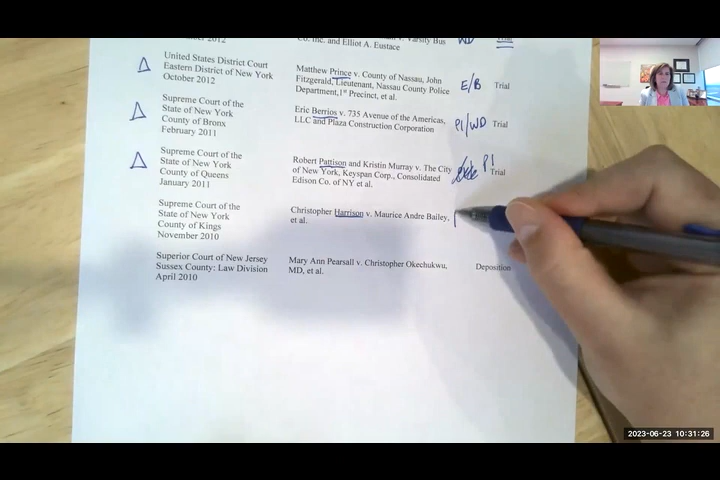 Co. Inc. and Elliot A. Eustace
v. Varsity Bus
WD
Δ United States District Court
Eastern District of New York
October 2012
Matthew Prince v. County of Nassau, John
Fitzgerald, Lieutenant, Nassau County Police
Department, 1st Precinct, et al.
E/B Trial
Δ Supreme Court of the
State of New York
County of Bronx
February 2011
Eric Berrios v. 735 Avenue of the Americas,
LLC and Plaza Construction Corporation
PI/WD Trial
Δ Supreme Court of the
State of New York
County of Queens
January 2011
Robert Pattison and Kristin Murray v. The City
of New York, Keyspan Corp., Consolidated
Edison Co. of NY et al.
PI Trial
Supreme Court of the
State of New York
County of Kings
November 2010
Christopher Harrison v. Maurice Andre Bailey,
et al.
Superior Court of New Jersey
Sussex County: Law Division
April 2010
Mary Ann Pearsall v. Christopher Okechukwu,
MD, et al.
Deposition
2023-06-23 10:31:26